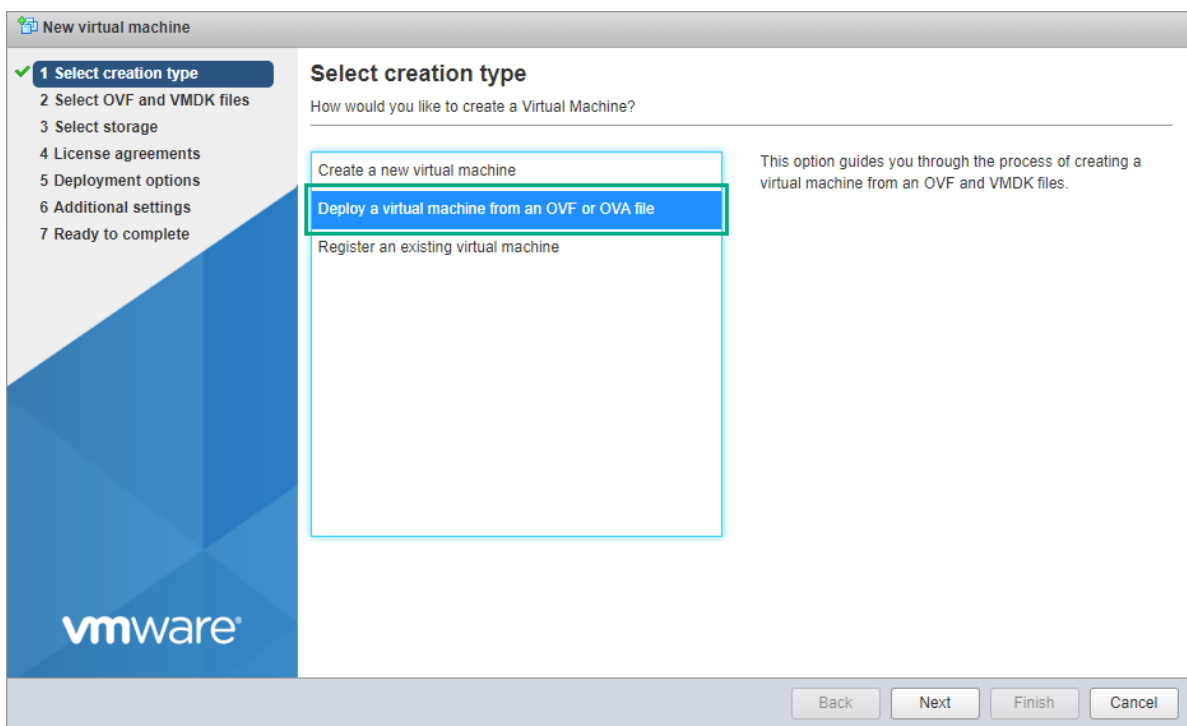 New virtual machine
1 Select creation type
2 Select OVF and VMDK files
3 Select storage
4 License agreements
5 Deployment options
6 Additional settings
7 Ready to complete
vmware®
Select creation type
How would you like to create a Virtual Machine?
Create a new virtual machine
Deploy a virtual machine from an OVF or OVA file
Register an existing virtual machine
This option guides you through the process of creating a
virtual machine from an OVF and VMDK files.
Back Next Finish Cancel